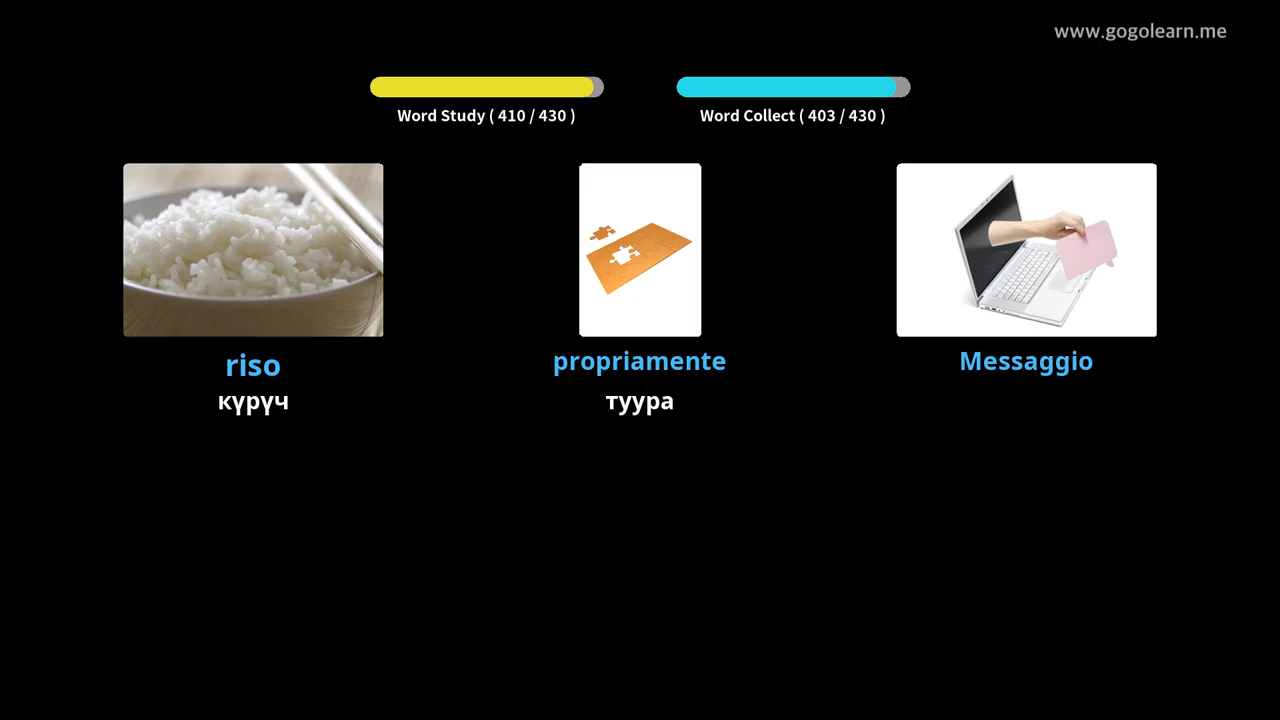 www.gogolearn.me
Word Study ( 410 / 430 )
Word Collect ( 403 / 430 )
riso
күрүч
propriamente
туура
Messaggio